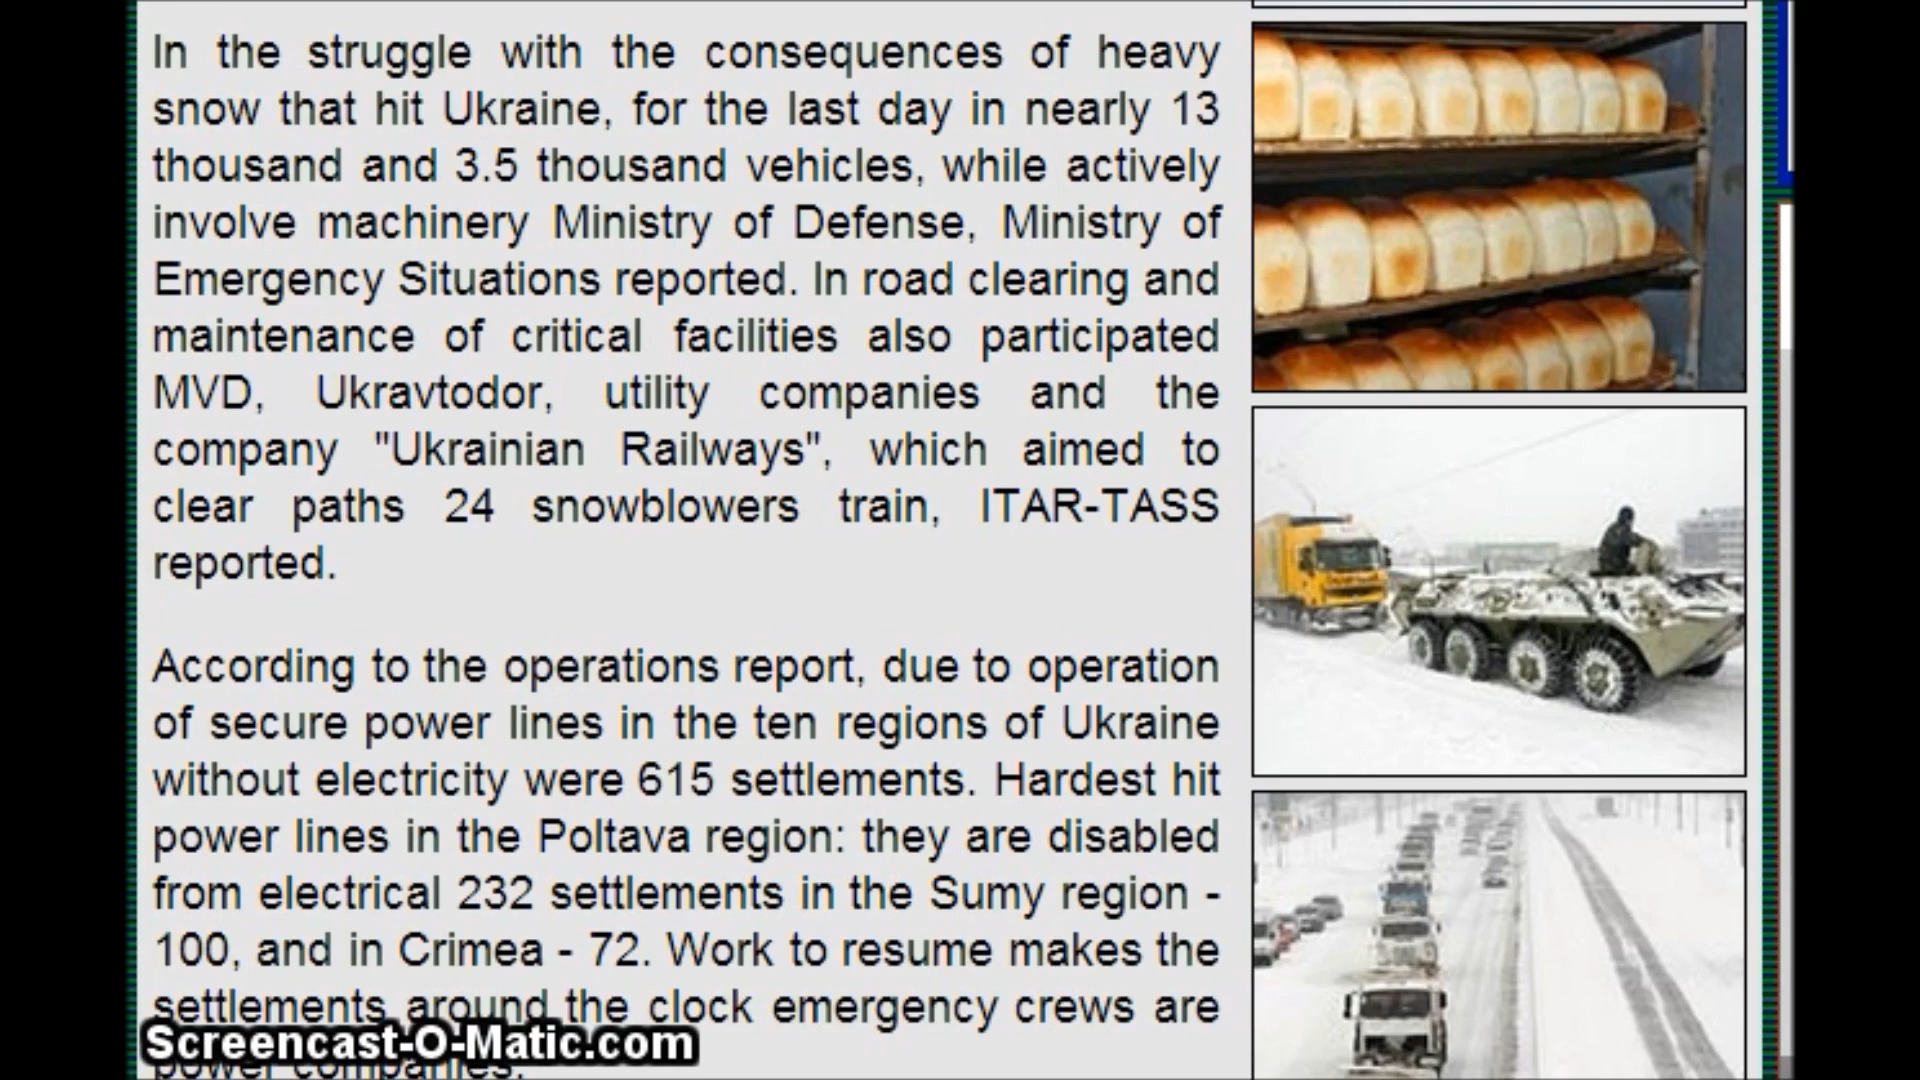 In the struggle with the consequences of heavy
snow that hit Ukraine, for the last day in nearly 13
thousand and 3.5 thousand vehicles, while actively
involve machinery Ministry of Defense, Ministry of
Emergency Situations reported. In road clearing and
maintenance of critical facilities also participated
MVD, Ukravtodor, utility companies and the
company "Ukrainian Railways", which aimed to
clear paths 24 snowblowers train, ITAR-TASS
reported.
According to the operations report, due to operation
of secure power lines in the ten regions of Ukraine
without electricity were 615 settlements. Hardest hit
power lines in the Poltava region: they are disabled
from electrical 232 settlements in the Sumy region -
100, and in Crimea - 72. Work to resume makes the
settlements around the clock emergency crews are
power companies.
Screencast-O-Matic.com